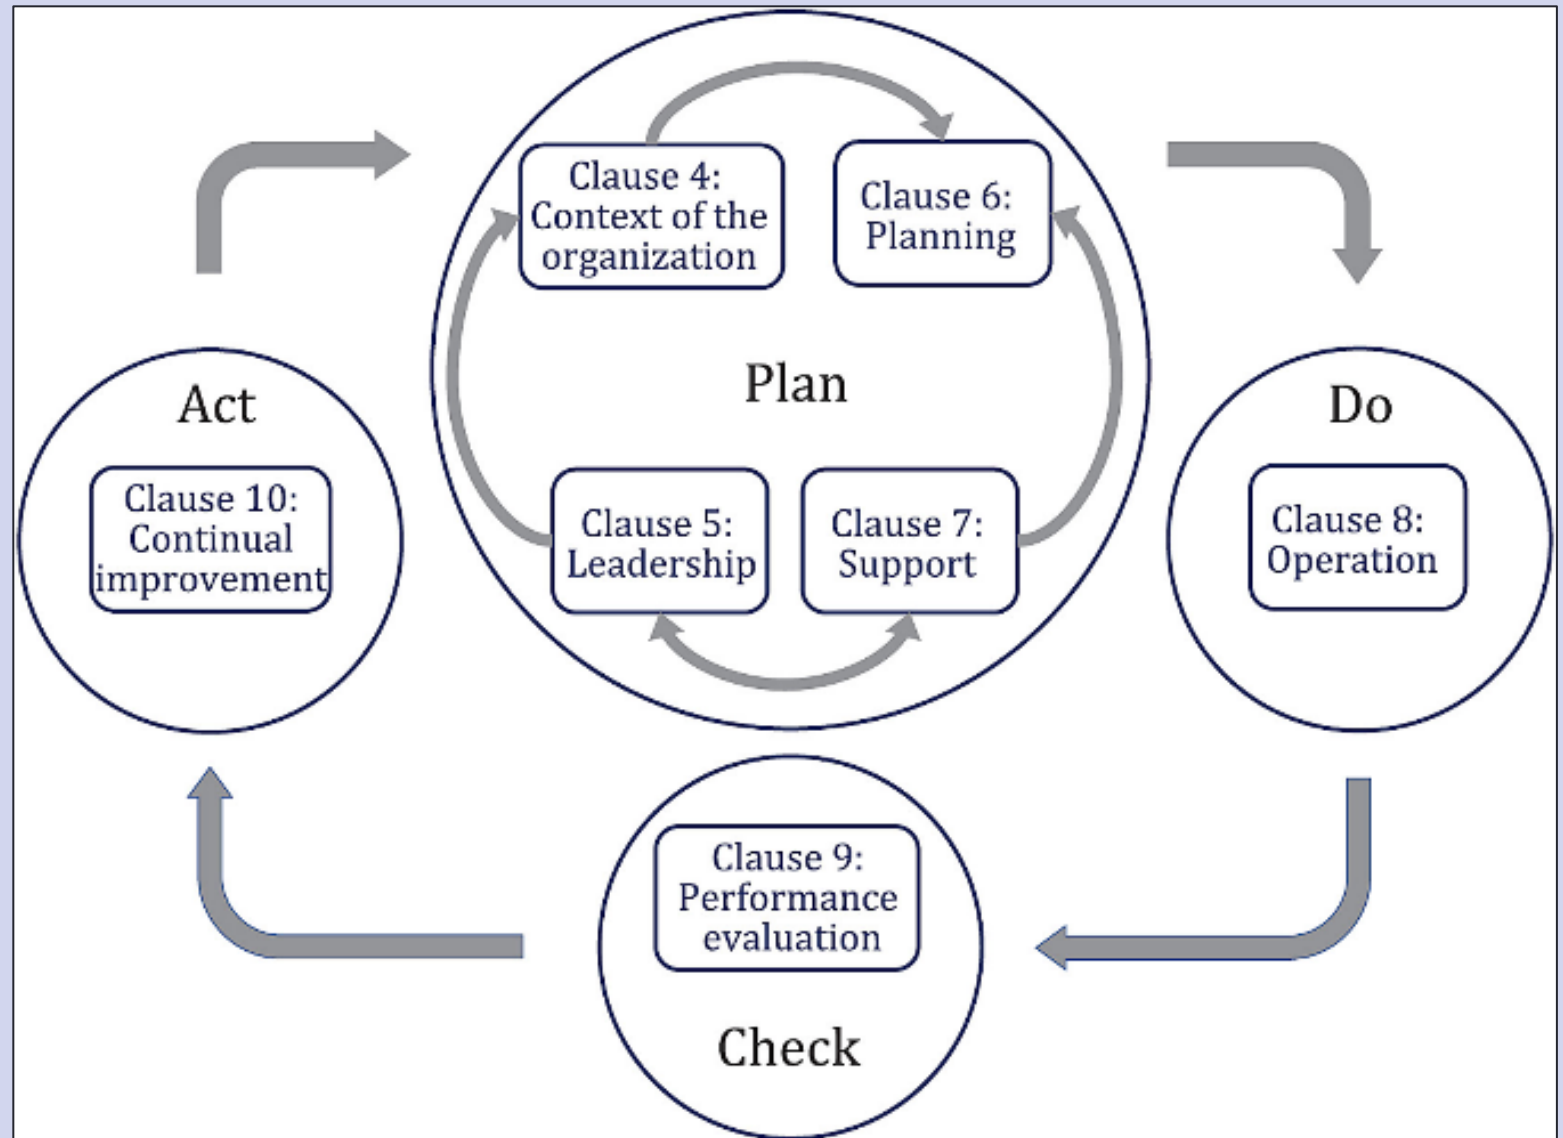 Clause 4:
Context of the
organization
Clause 6:
Planning
Plan
Clause 5:
Leadership
Clause 7:
Support
Act
Clause 10:
Continual
improvement
Do
Clause 8:
Operation
Clause 9:
Performance
evaluation
Check